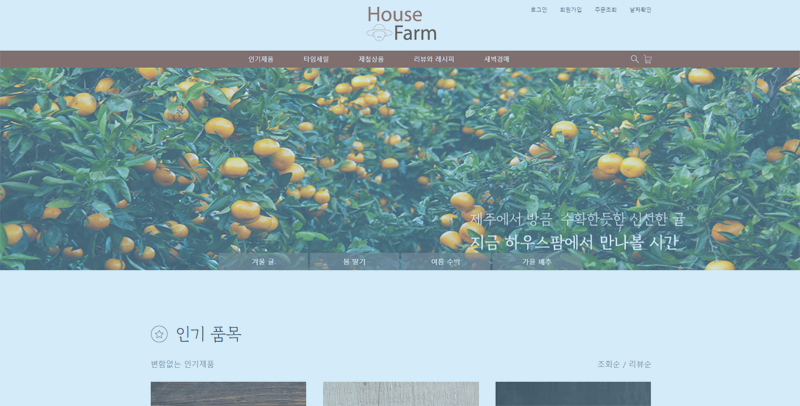 House
Farm
로그인 회원가입 주문조회 날짜확인
인기제품 타임세일 제철상품 리뷰와 레시피 새벽경매
제주에서 방금 수확한듯한 신선한 귤
지금 하우스팜에서 만나볼 시간
겨울 귤 봄 딸기 여름 수박 가을 배추
인기 품목
변함없는 인기제품
조회순 / 리뷰순